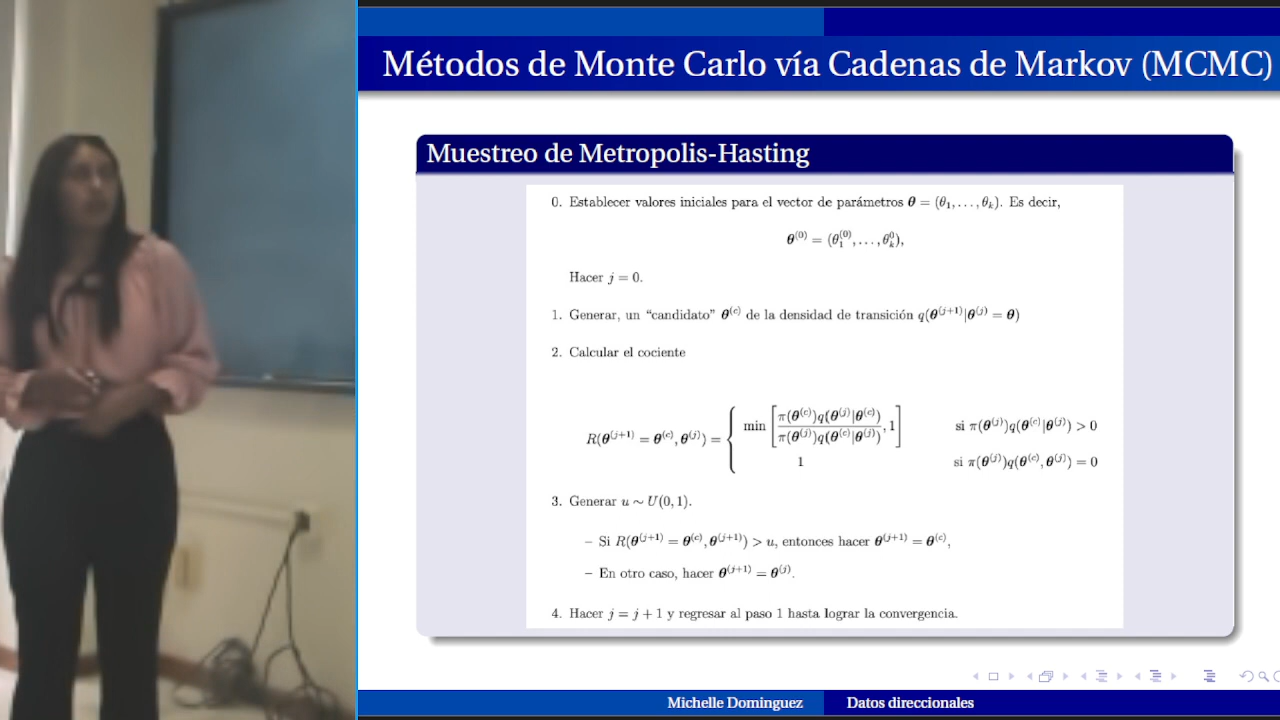 Métodos de Monte Carlo vía Cadenas de Markov (MCMC)
Muestreo de Metropolis-Hasting
0. Establecer valores iniciales para el vector de parámetros θ = (θ₁, . . . , θₖ). Es decir,
θ⁽⁰⁾ = (θ₁⁽⁰⁾, . . . , θₖ⁰),
Hacer j = 0.
1. Generar, un “candidato” θ⁽ᶜ⁾ de la densidad de transición q(θ⁽ʲ⁺¹⁾|θ⁽ʲ⁾ = θ)
2. Calcular el cociente
R(θ⁽ʲ⁺¹⁾ = θ⁽ᶜ⁾, θ⁽ʲ⁾) = { min [ π(θ⁽ᶜ⁾)q(θ⁽ʲ⁾|θ⁽ᶜ⁾) / π(θ⁽ʲ⁾)q(θ⁽ᶜ⁾|θ⁽ʲ⁾) , 1 ] si π(θ⁽ʲ⁾)q(θ⁽ᶜ⁾|θ⁽ʲ⁾) > 0
1 si π(θ⁽ʲ⁾)q(θ⁽ᶜ⁾, θ⁽ʲ⁾) = 0
3. Generar u ∼ U(0, 1).
– Si R(θ⁽ʲ⁺¹⁾ = θ⁽ᶜ⁾, θ⁽ʲ⁺¹⁾) > u, entonces hacer θ⁽ʲ⁺¹⁾ = θ⁽ᶜ⁾,
– En otro caso, hacer θ⁽ʲ⁺¹⁾ = θ⁽ʲ⁾.
4. Hacer j = j + 1 y regresar al paso 1 hasta lograr la convergencia.
Michelle Dominguez Datos direccionales